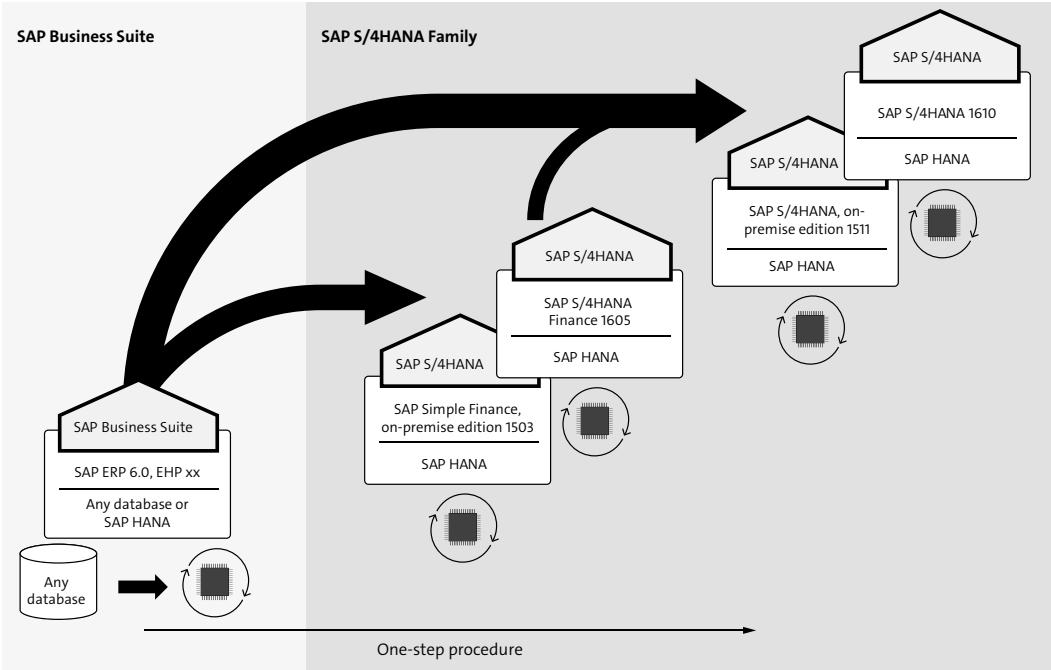 SAP Business Suite
SAP S/4HANA Family
SAP S/4HANA
SAP S/4HANA 1610
SAP HANA
SAP S/4HANA
SAP S/4HANA, on-
premise edition 1511
SAP HANA
SAP S/4HANA
SAP S/4HANA
Finance 1605
SAP HANA
SAP S/4HANA
SAP Simple Finance,
on-premise edition 1503
SAP HANA
SAP Business Suite
SAP ERP 6.0, EHP xx
Any database or
SAP HANA
Any
database
One-step procedure